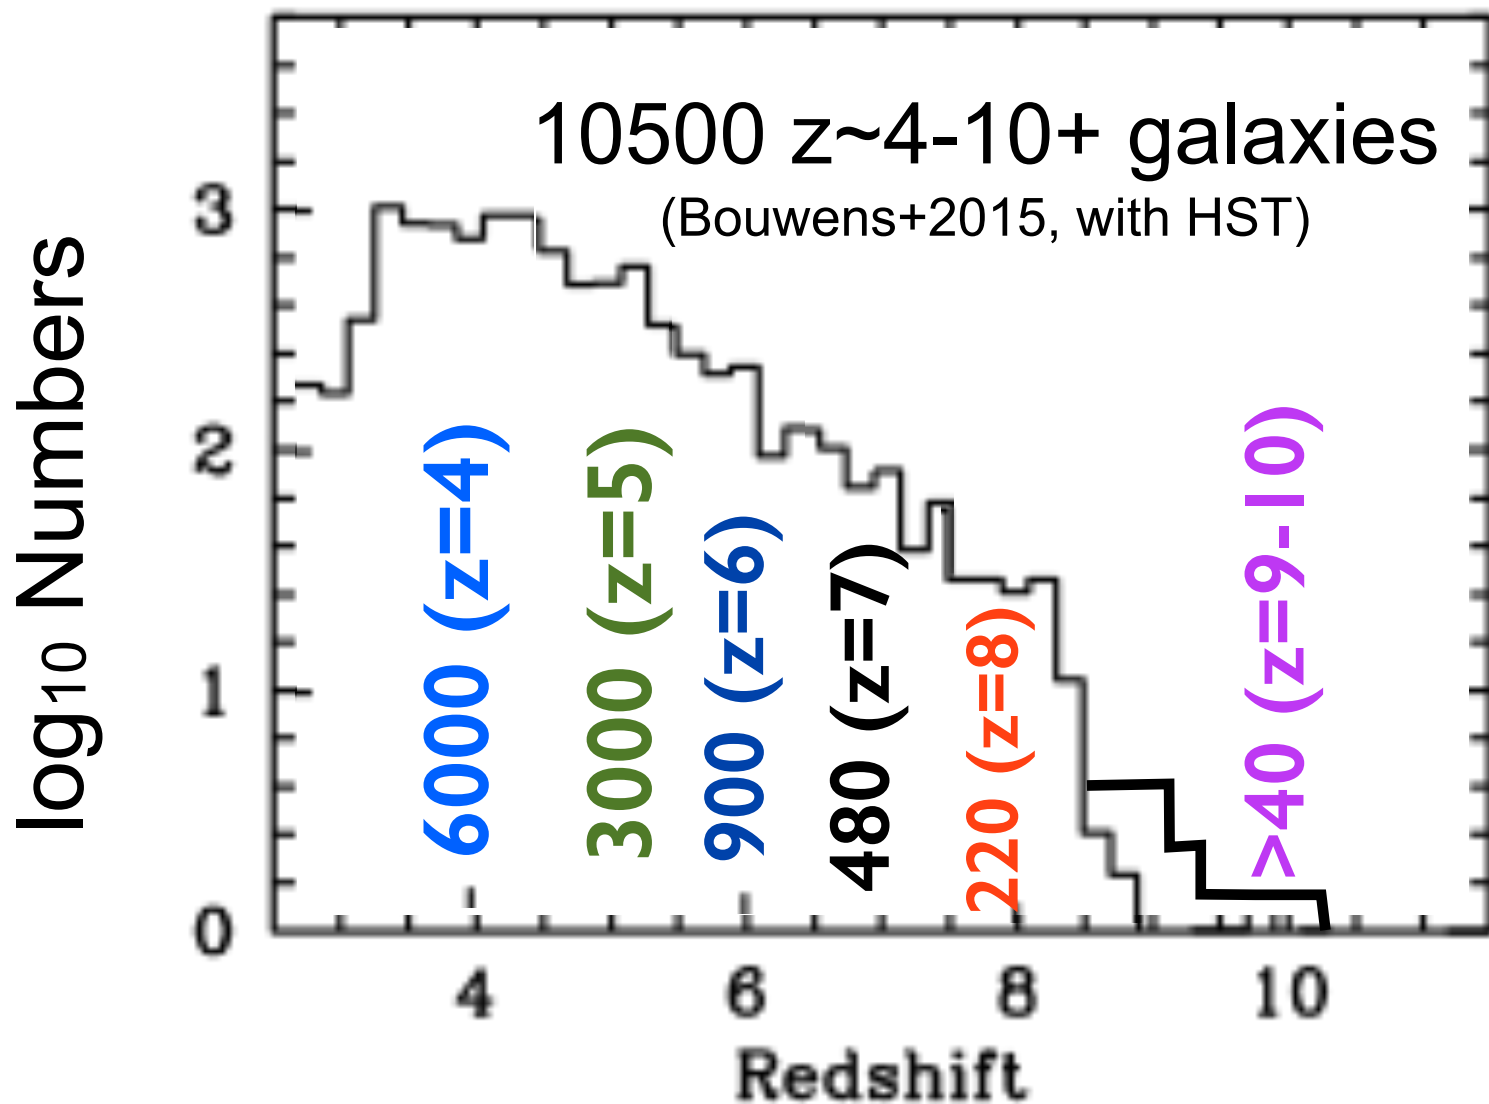 10500 z~4-10+ galaxies
(Bouwens+2015, with HST)
log10 Numbers
3
2
1
0
6000 (z=4)
3000 (z=5)
900 (z=6)
480 (z=7)
220 (z=8)
>40 (z=9-10)
4 6 8 10
Redshift